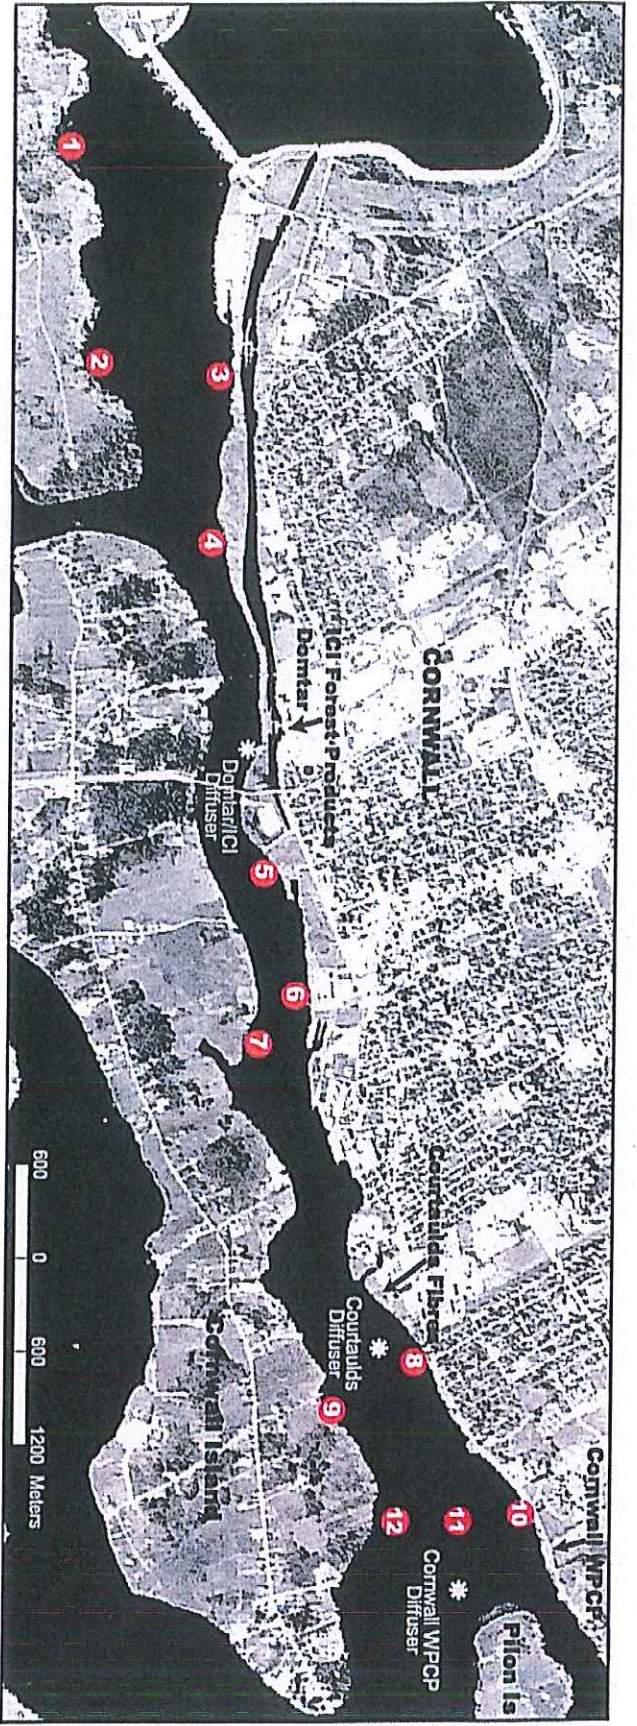 CORNWALL
ICI Forest Products
Domtar
Domtar/ICI
Diffuser
Courtaulds Fibres
Courtaulds
Diffuser
Cornwall WPCP
Cornwall WPCP
Diffuser
Pilon Is
Cornwall Island
1
2
3
4
5
6
7
8
9
10
11
12
600 0 600 1200 Meters